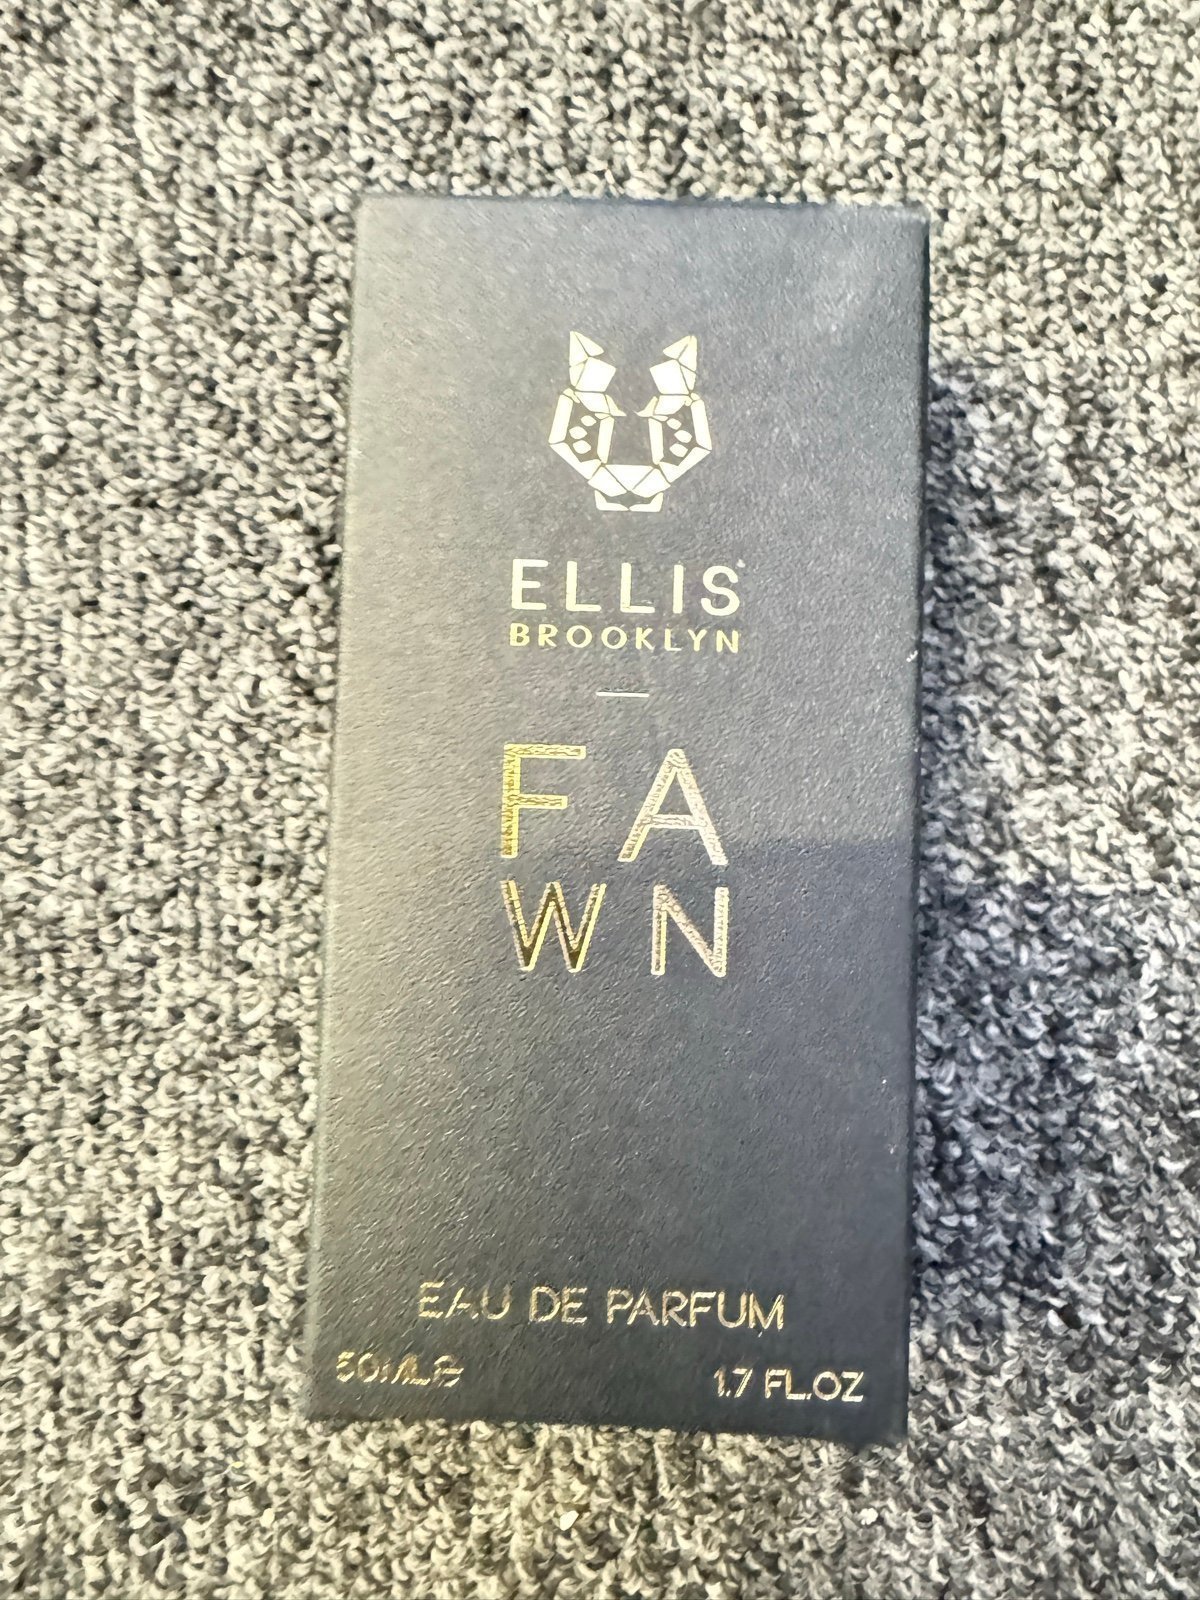 ELLIS
BROOKLYN
FA
WN
EAU DE PARFUM
50ML℮ 1.7 FL.OZ